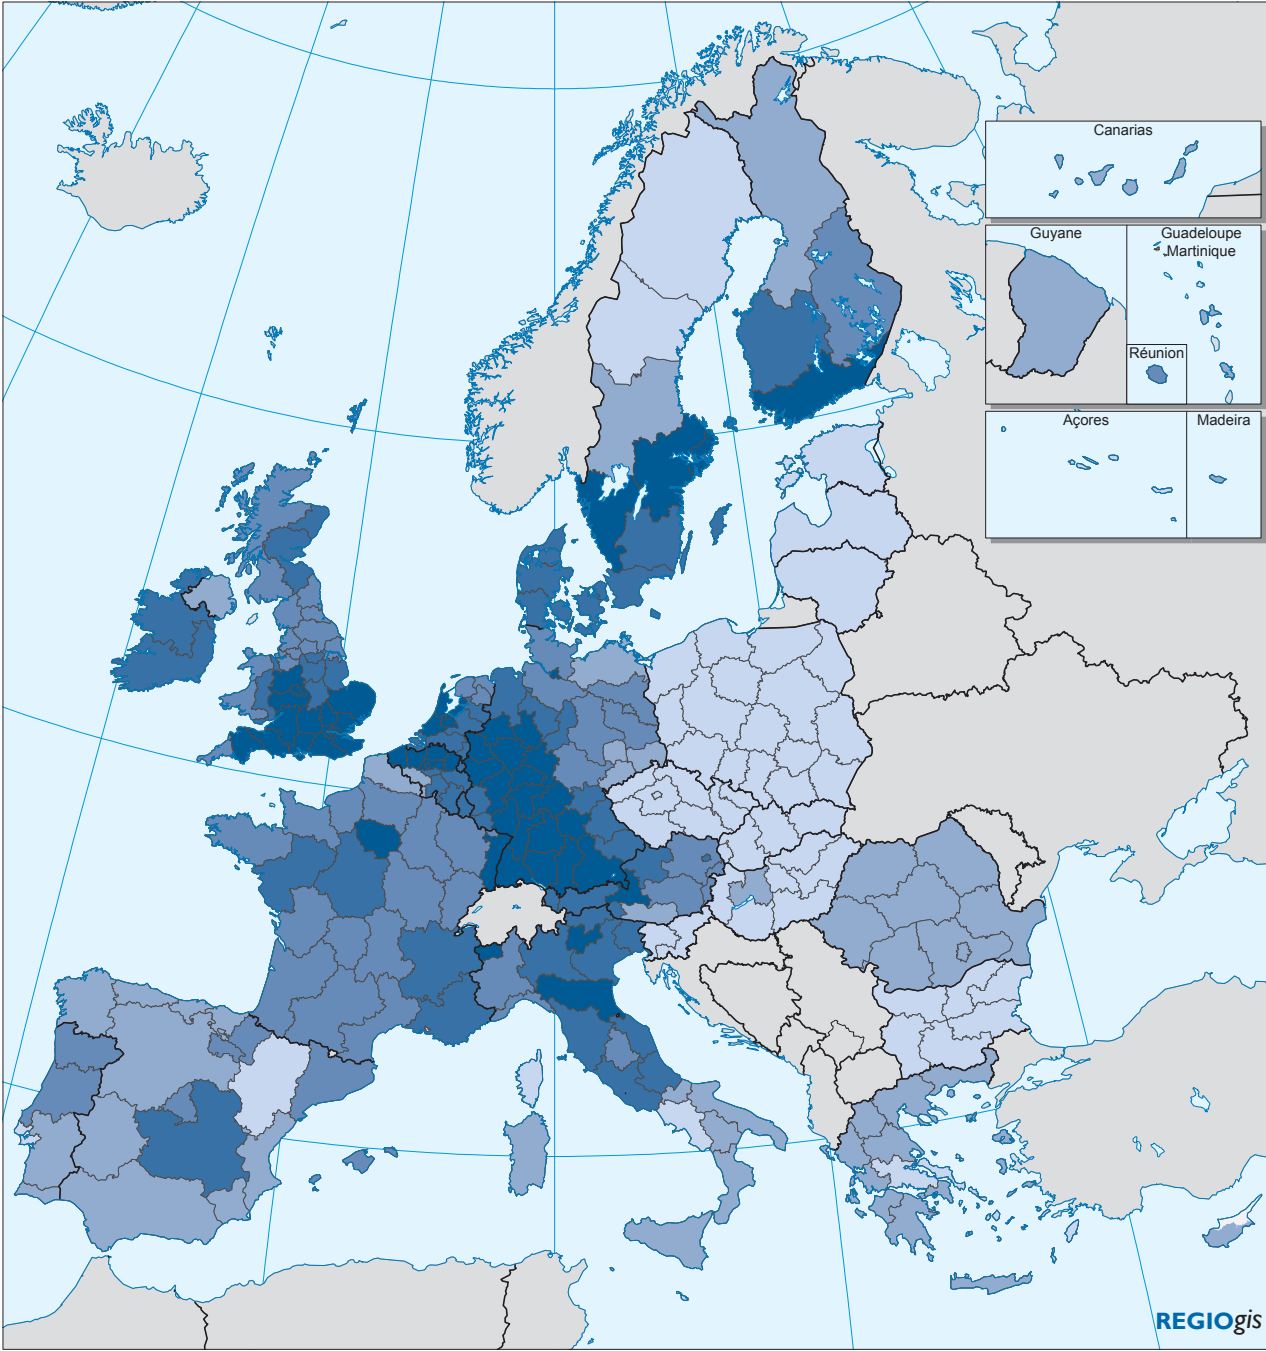 Canarias
Guyane
Guadeloupe
Martinique
Réunion
Açores
Madeira
REGIOgis